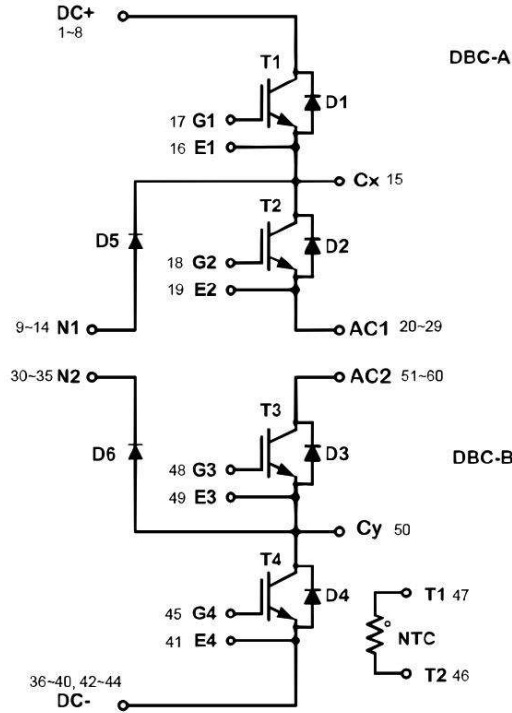 DC+
1~8
DBC-A
T1
D1
17 G1
16 E1
Cx 15
T2
D5
D2
18 G2
19 E2
9~14 N1
AC1 20~29
30~35 N2
AC2 51~60
T3
D6
D3
DBC-B
48 G3
49 E3
Cy 50
T4
D4
T1 47
45 G4
NTC
41 E4
T2 46
36~40, 42~44
DC-